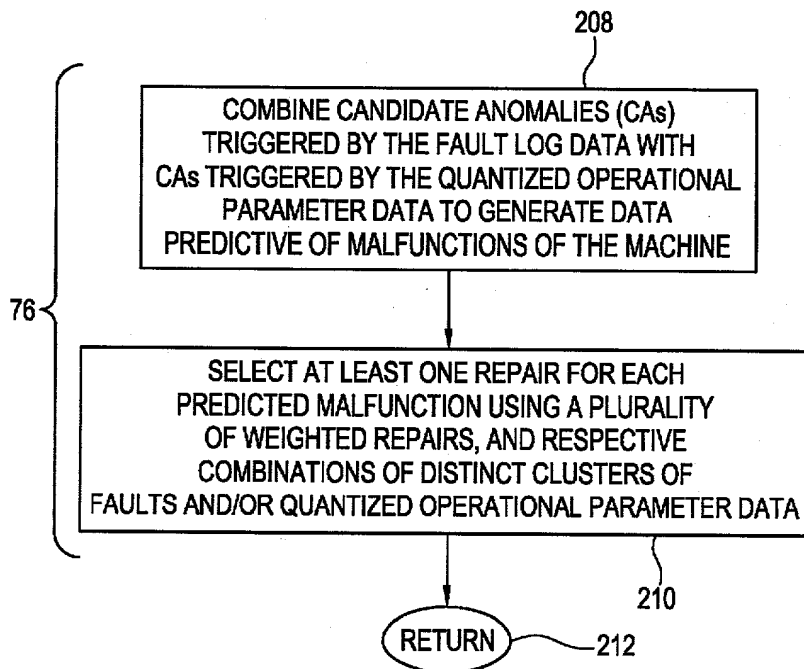 208
COMBINE CANDIDATE ANOMALIES (CAs)
TRIGGERED BY THE FAULT LOG DATA WITH
CAs TRIGGERED BY THE QUANTIZED OPERATIONAL
PARAMETER DATA TO GENERATE DATA
PREDICTIVE OF MALFUNCTIONS OF THE MACHINE
76
SELECT AT LEAST ONE REPAIR FOR EACH
PREDICTED MALFUNCTION USING A PLURALITY
OF WEIGHTED REPAIRS, AND RESPECTIVE
COMBINATIONS OF DISTINCT CLUSTERS OF
FAULTS AND/OR QUANTIZED OPERATIONAL PARAMETER DATA
210
RETURN
212